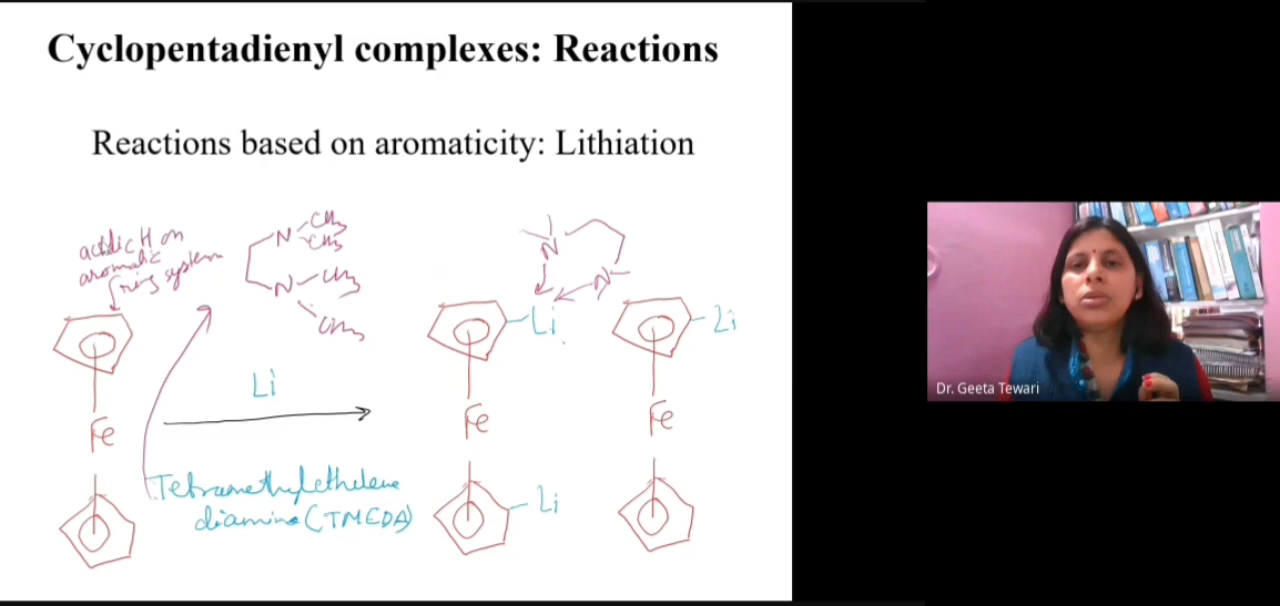 Cyclopentadienyl complexes: Reactions
Reactions based on aromaticity: Lithiation
acidic H on
aromatic
ring system
N
CH3
CH3
N
CH3
CH3
N
N
Li
Li
Li
Fe
Fe
Fe
Tetramethylethelene
diamine (TMEDA)
Li
Dr. Geeta Tewari